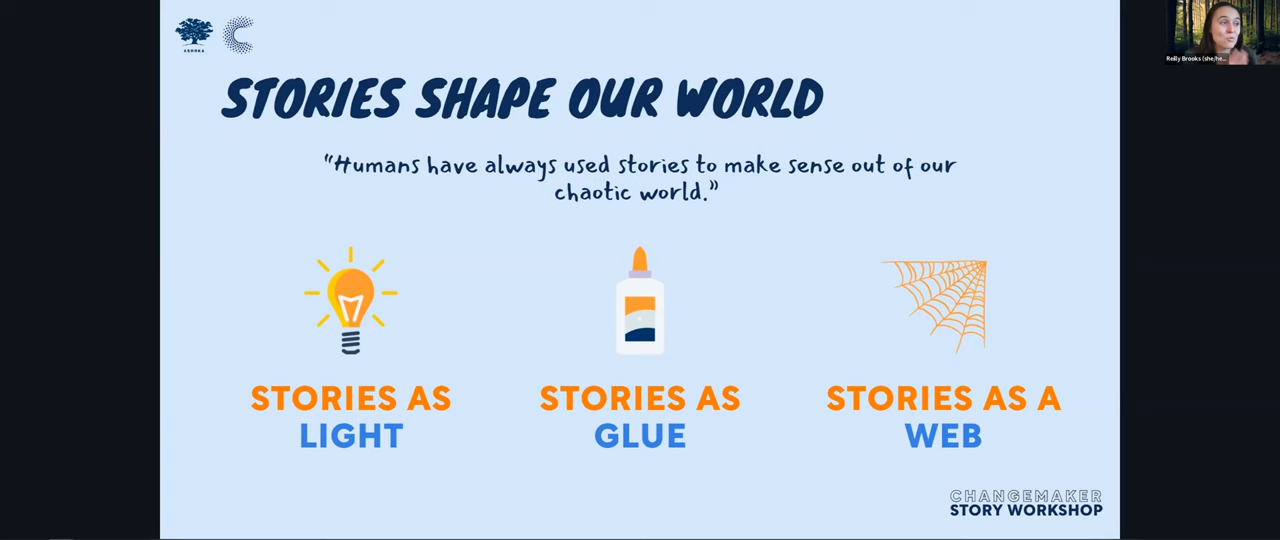 ASHOKA
STORIES SHAPE OUR WORLD
"Humans have always used stories to make sense out of our
chaotic world."
STORIES AS
LIGHT
STORIES AS
GLUE
STORIES AS A
WEB
CHANGEMAKER
STORY WORKSHOP
Reilly Brooks (she/he...